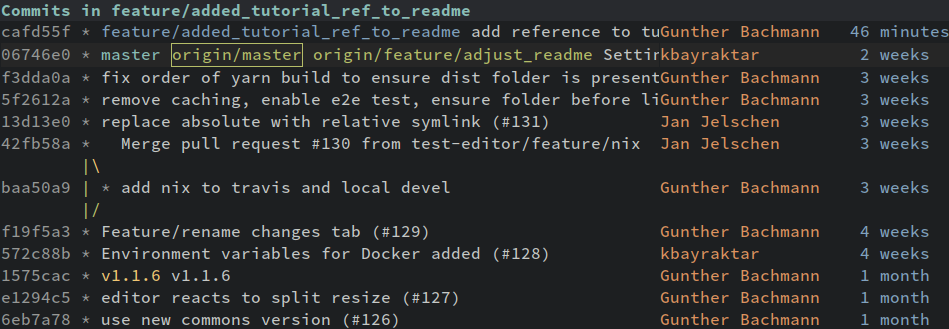 Commits in feature/added_tutorial_ref_to_readme
cafd55f * feature/added_tutorial_ref_to_readme add reference to tuGunther Bachmann 46 minutes
06746e0 * master origin/master origin/feature/adjust_readme Settinkbayraktar 2 weeks
f3dda0a * fix order of yarn build to ensure dist folder is presentGunther Bachmann 3 weeks
5f2612a * remove caching, enable e2e test, ensure folder before liGunther Bachmann 3 weeks
13d13e0 * replace absolute with relative symlink (#131) Jan Jelschen 3 weeks
42fb58a * Merge pull request #130 from test-editor/feature/nix Jan Jelschen 3 weeks
|\
baa50a9 | * add nix to travis and local devel Gunther Bachmann 3 weeks
|/
f19f5a3 * Feature/rename changes tab (#129) Gunther Bachmann 4 weeks
572c88b * Environment variables for Docker added (#128) kbayraktar 4 weeks
1575cac * v1.1.6 v1.1.6 Gunther Bachmann 1 month
e1294c5 * editor reacts to split resize (#127) Gunther Bachmann 1 month
6eb7a78 * use new commons version (#126) Gunther Bachmann 1 month